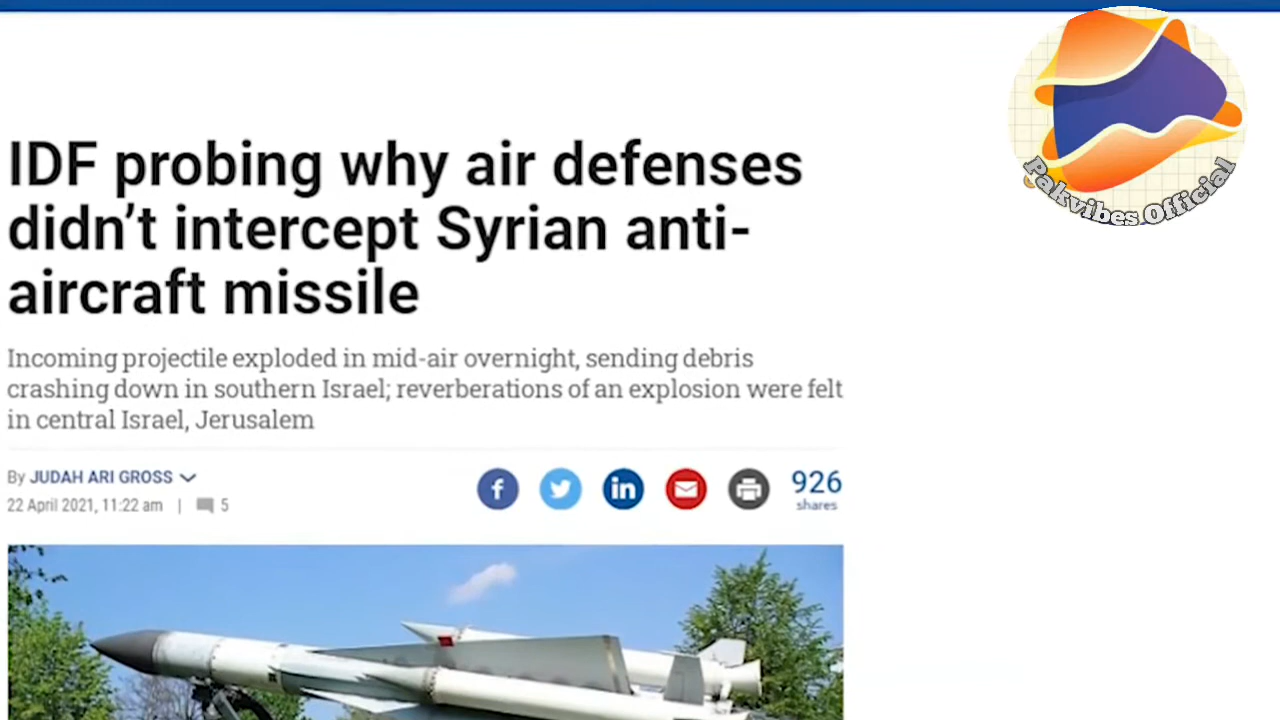 Pakvibes Official
IDF probing why air defenses
didn’t intercept Syrian anti-
aircraft missile
Incoming projectile exploded in mid-air overnight, sending debris
crashing down in southern Israel; reverberations of an explosion were felt
in central Israel, Jerusalem
By JUDAH ARI GROSS
22 April 2021, 11:22 am | 5
f
in
926
shares